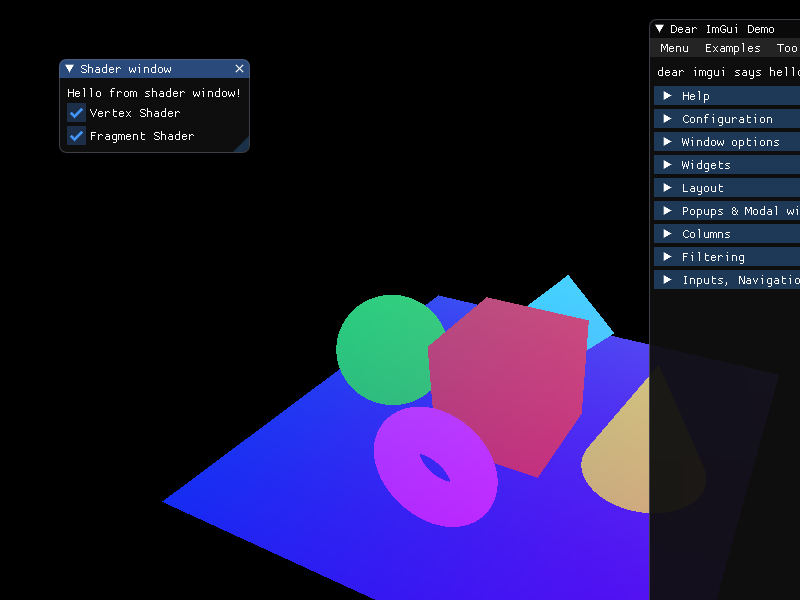 Shader window
Hello from shader window!
Vertex Shader
Fragment Shader
Dear ImGui Demo
Menu Examples Too
dear imgui says hello
Help
Configuration
Window options
Widgets
Layout
Popups & Modal wi
Columns
Filtering
Inputs, Navigatio